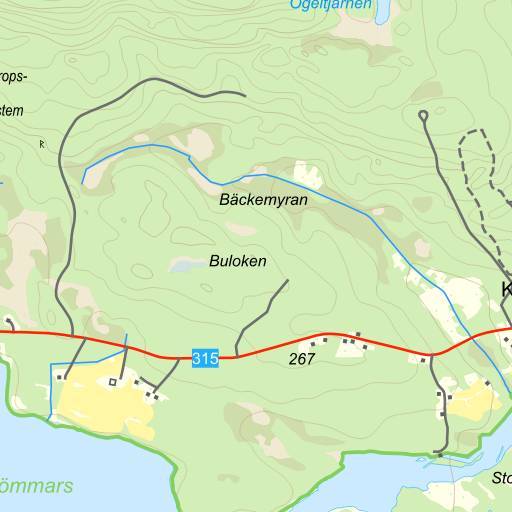 Ögeltjärnen
rops-
stem
R
Bäckemyran
Buloken
K
315
267
ömmars
Sto